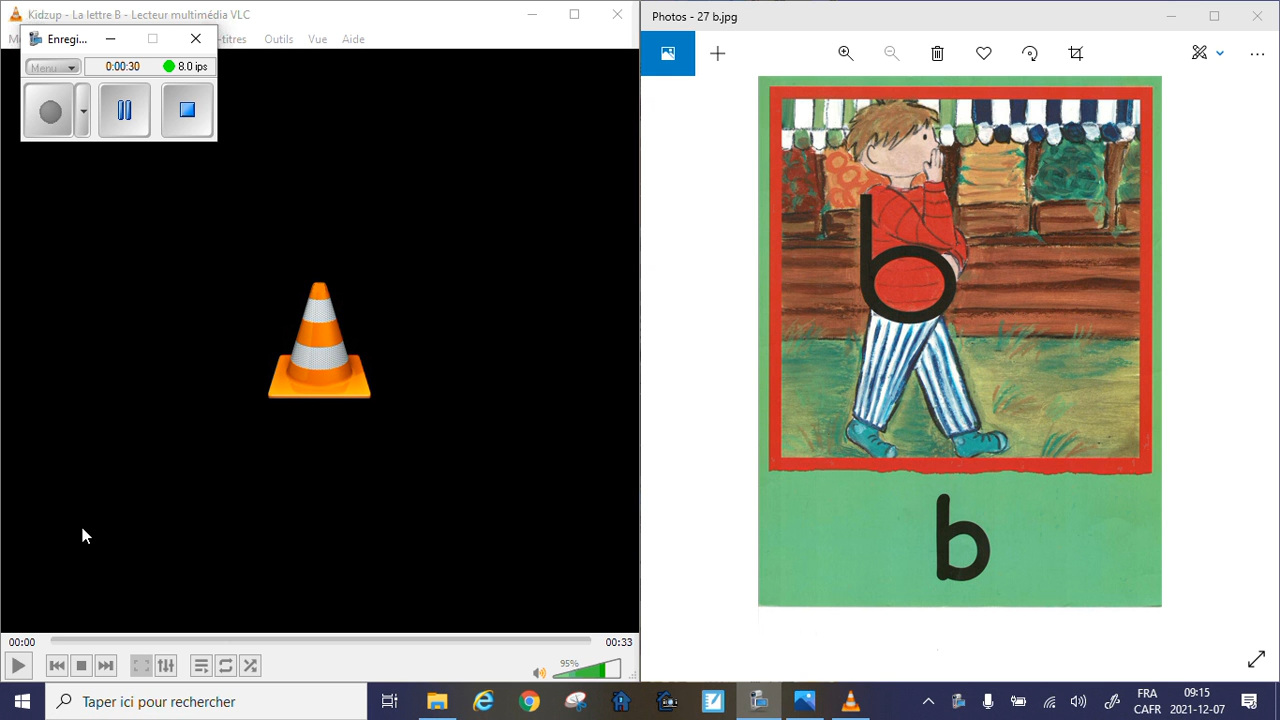 Kidzup - La lettre B - Lecteur multimédia VLC
-titres Outils Vue Aide
Enregi...
Menu 0:00:30 8.0 ips
00:00 00:33
95%
Photos - 27 b.jpg
b
b
Taper ici pour rechercher
FRA 09:15
CAFR 2021-12-07